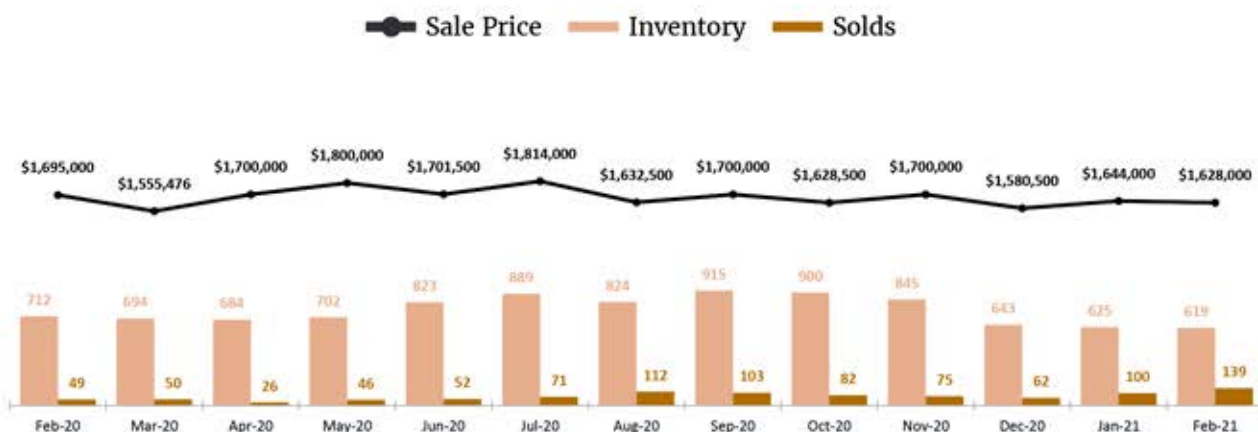 Sale Price Inventory Solds
$1,695,000 $1,555,476 $1,700,000 $1,800,000 $1,701,500 $1,814,000 $1,632,500 $1,700,000 $1,628,500 $1,700,000 $1,580,500 $1,644,000 $1,628,000
712 694 684 702 823 889 824 915 900 845 643 625 619
49 50 26 46 52 71 112 103 82 75 62 100 139
Feb-20 Mar-20 Apr-20 May-20 Jun-20 Jul-20 Aug-20 Sep-20 Oct-20 Nov-20 Dec-20 Jan-21 Feb-21